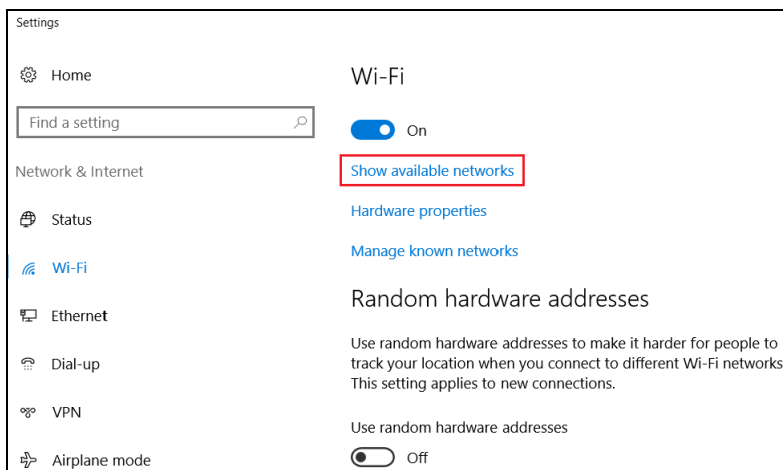 Settings
Home
Find a setting
Network & Internet
Status
Wi-Fi
Ethernet
Dial-up
VPN
Airplane mode
Wi-Fi
On
Show available networks
Hardware properties
Manage known networks
Random hardware addresses
Use random hardware addresses to make it harder for people to
track your location when you connect to different Wi-Fi networks
This setting applies to new connections.
Use random hardware addresses
Off